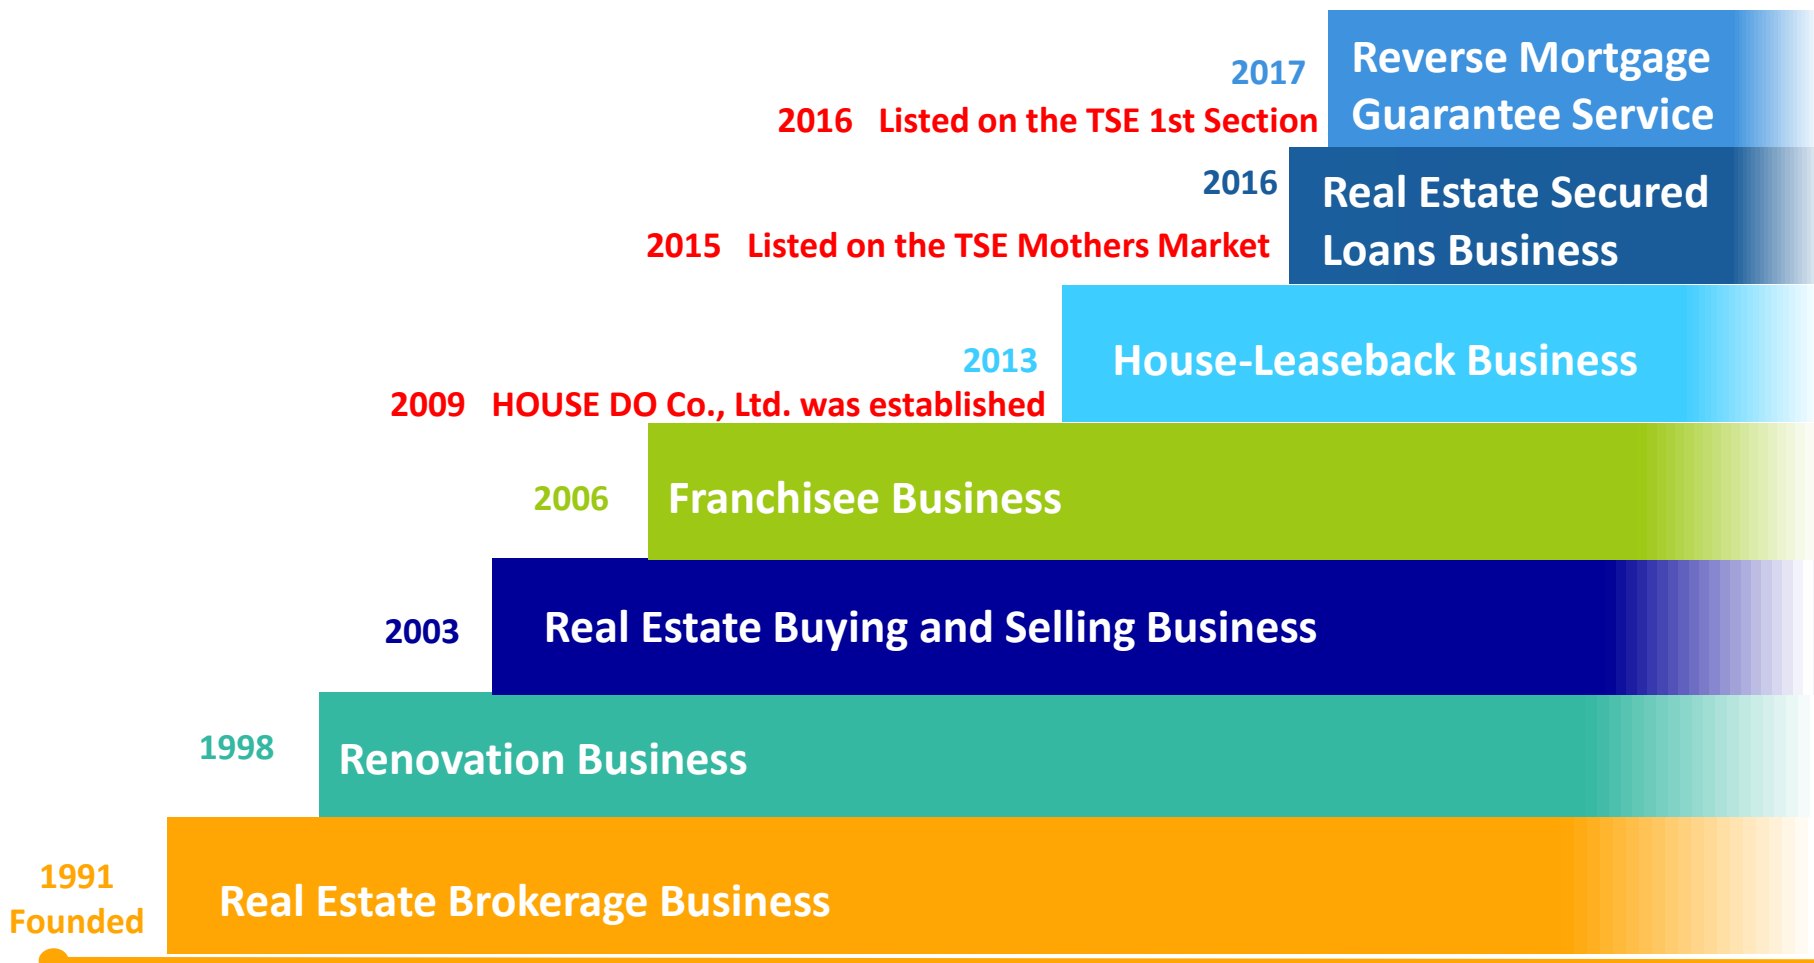 2017
Reverse Mortgage
Guarantee Service
2016 Listed on the TSE 1st Section
2016
Real Estate Secured
Loans Business
2015 Listed on the TSE Mothers Market
2013
House-Leaseback Business
2009 HOUSE DO Co., Ltd. was established
2006
Franchisee Business
2003
Real Estate Buying and Selling Business
1998
Renovation Business
1991
Founded
Real Estate Brokerage Business